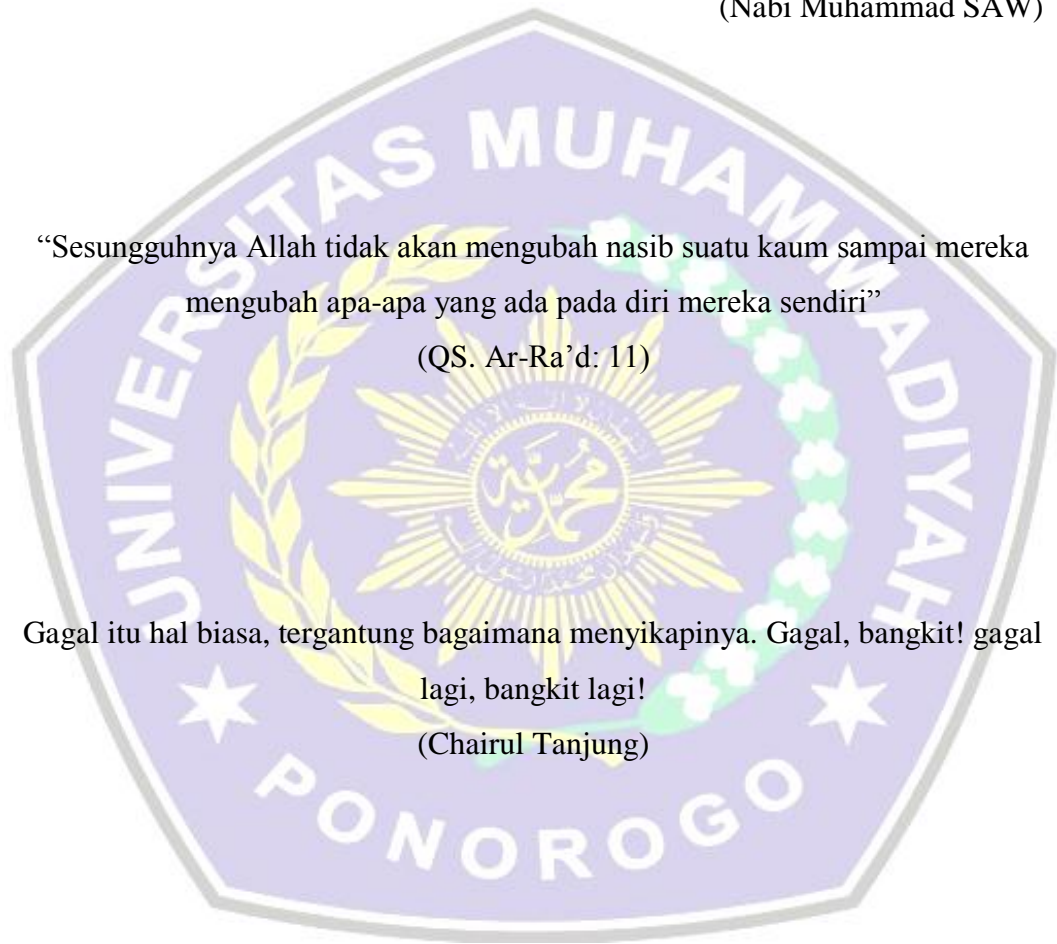 (Nabi Muhammad SAW)
“Sesungguhnya Allah tidak akan mengubah nasib suatu kaum sampai mereka
mengubah apa-apa yang ada pada diri mereka sendiri”
(QS. Ar-Ra’d: 11)
Gagal itu hal biasa, tergantung bagaimana menyikapinya. Gagal, bangkit! gagal
lagi, bangkit lagi!
(Chairul Tanjung)
UNIVERSITAS MUHAMMADIYAH
PONOROGO
محمدية